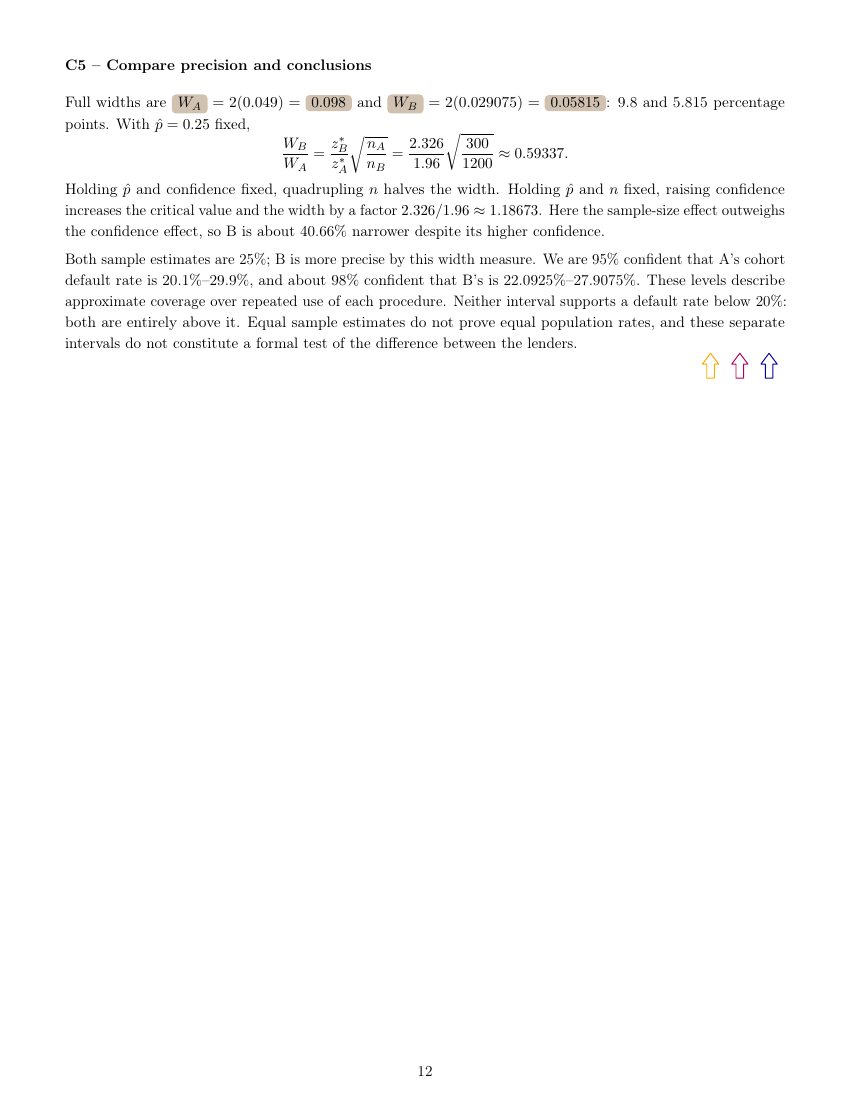 C5 – Compare precision and conclusions
Full widths are W_A = 2(0.049) = 0.098 and W_B = 2(0.029075) = 0.05815: 9.8 and 5.815 percentage
points. With p̂ = 0.25 fixed,
W_B/W_A = z*_B/z*_A √(n_A/n_B) = 2.326/1.96 √(300/1200) ≈ 0.59337.
Holding p̂ and confidence fixed, quadrupling n halves the width. Holding p̂ and n fixed, raising confidence
increases the critical value and the width by a factor 2.326/1.96 ≈ 1.18673. Here the sample-size effect outweighs
the confidence effect, so B is about 40.66% narrower despite its higher confidence.
Both sample estimates are 25%; B is more precise by this width measure. We are 95% confident that A's cohort
default rate is 20.1%–29.9%, and about 98% confident that B's is 22.0925%–27.9075%. These levels describe
approximate coverage over repeated use of each procedure. Neither interval supports a default rate below 20%:
both are entirely above it. Equal sample estimates do not prove equal population rates, and these separate
intervals do not constitute a formal test of the difference between the lenders.
12